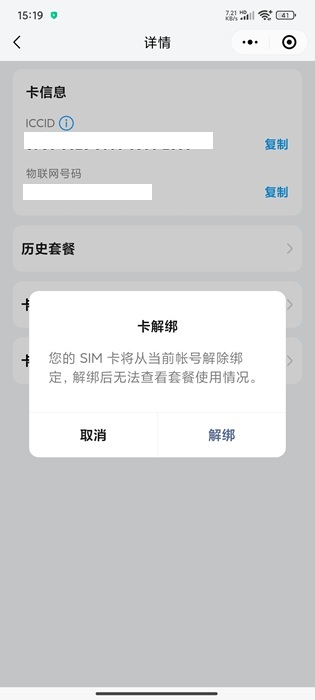 15:19
7.21
KB/s
HD
41
详情
卡信息
ICCID
复制
物联网号码
复制
历史套餐
卡
卡
卡解绑
您的 SIM 卡将从当前帐号解除绑
定，解绑后无法查看套餐使用情况。
取消
解绑